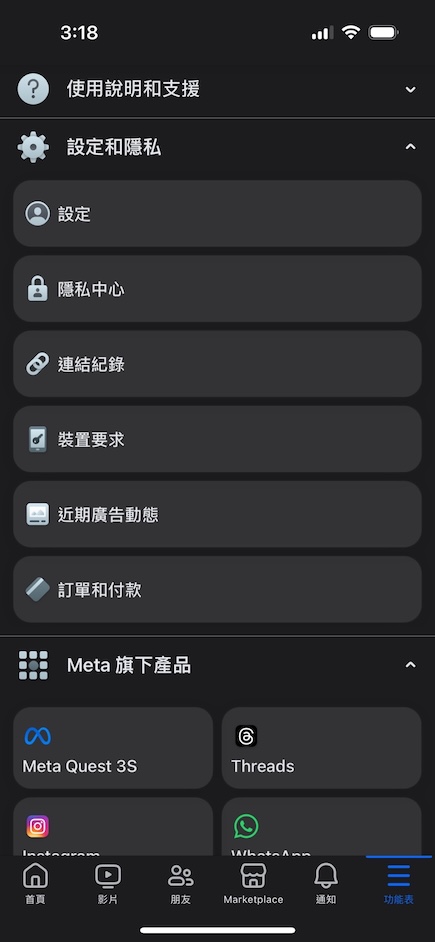 3:18
使用說明和支援
設定和隱私
設定
隱私中心
連結紀錄
裝置要求
近期廣告動態
訂單和付款
Meta 旗下產品
Meta Quest 3S
Threads
Instagram
WhatsApp
首頁
影片
朋友
Marketplace
通知
功能表